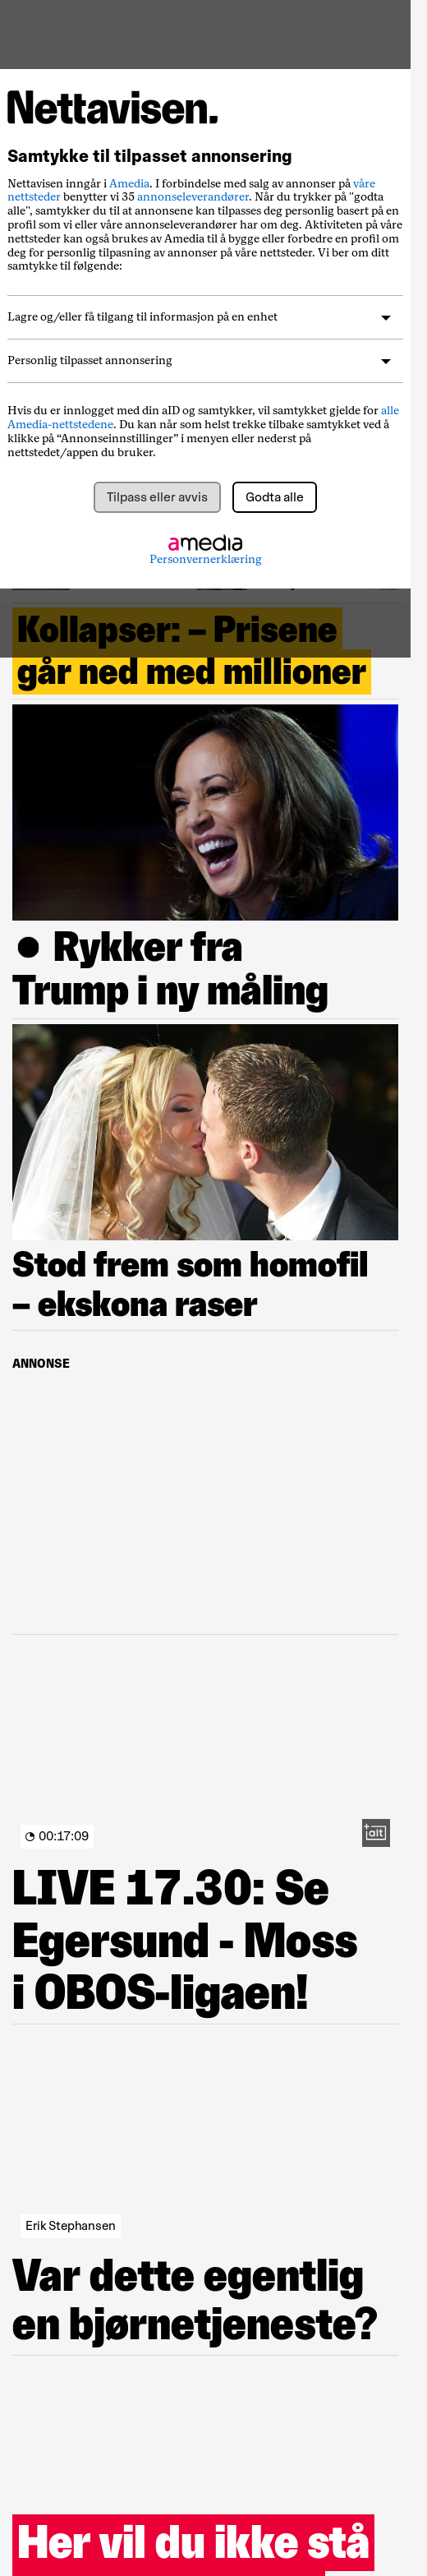 Nettavisen.
Samtykke til tilpasset annonsering
Nettavisen inngår i Amedia. I forbindelse med salg av annonser på våre
nettsteder benytter vi 35 annonseleverandører. Når du trykker på "godta
alle", samtykker du til at annonsene kan tilpasses deg personlig basert på en
profil som vi eller våre annonseleverandører har om deg. Aktiviteten på våre
nettsteder kan også brukes av Amedia til å bygge eller forbedre en profil om
deg for personlig tilpasning av annonser på våre nettsteder. Vi ber om ditt
samtykke til følgende:
Lagre og/eller få tilgang til informasjon på en enhet
Personlig tilpasset annonsering
Hvis du er innlogget med din aID og samtykker, vil samtykket gjelde for alle
Amedia-nettstedene. Du kan når som helst trekke tilbake samtykket ved å
klikke på “Annonseinnstillinger” i menyen eller nederst på
nettstedet/appen du bruker.
Tilpass eller avvis
Godta alle
amedia
Personvernerklæring
Kollapser: – Prisene
går ned med millioner
● Rykker fra
Trump i ny måling
Stod frem som homofil
– ekskona raser
ANNONSE
00:17:09
+alt
LIVE 17.30: Se
Egersund - Moss
i OBOS-ligaen!
Erik Stephansen
Var dette egentlig
en bjørnetjeneste?
Her vil du ikke stå